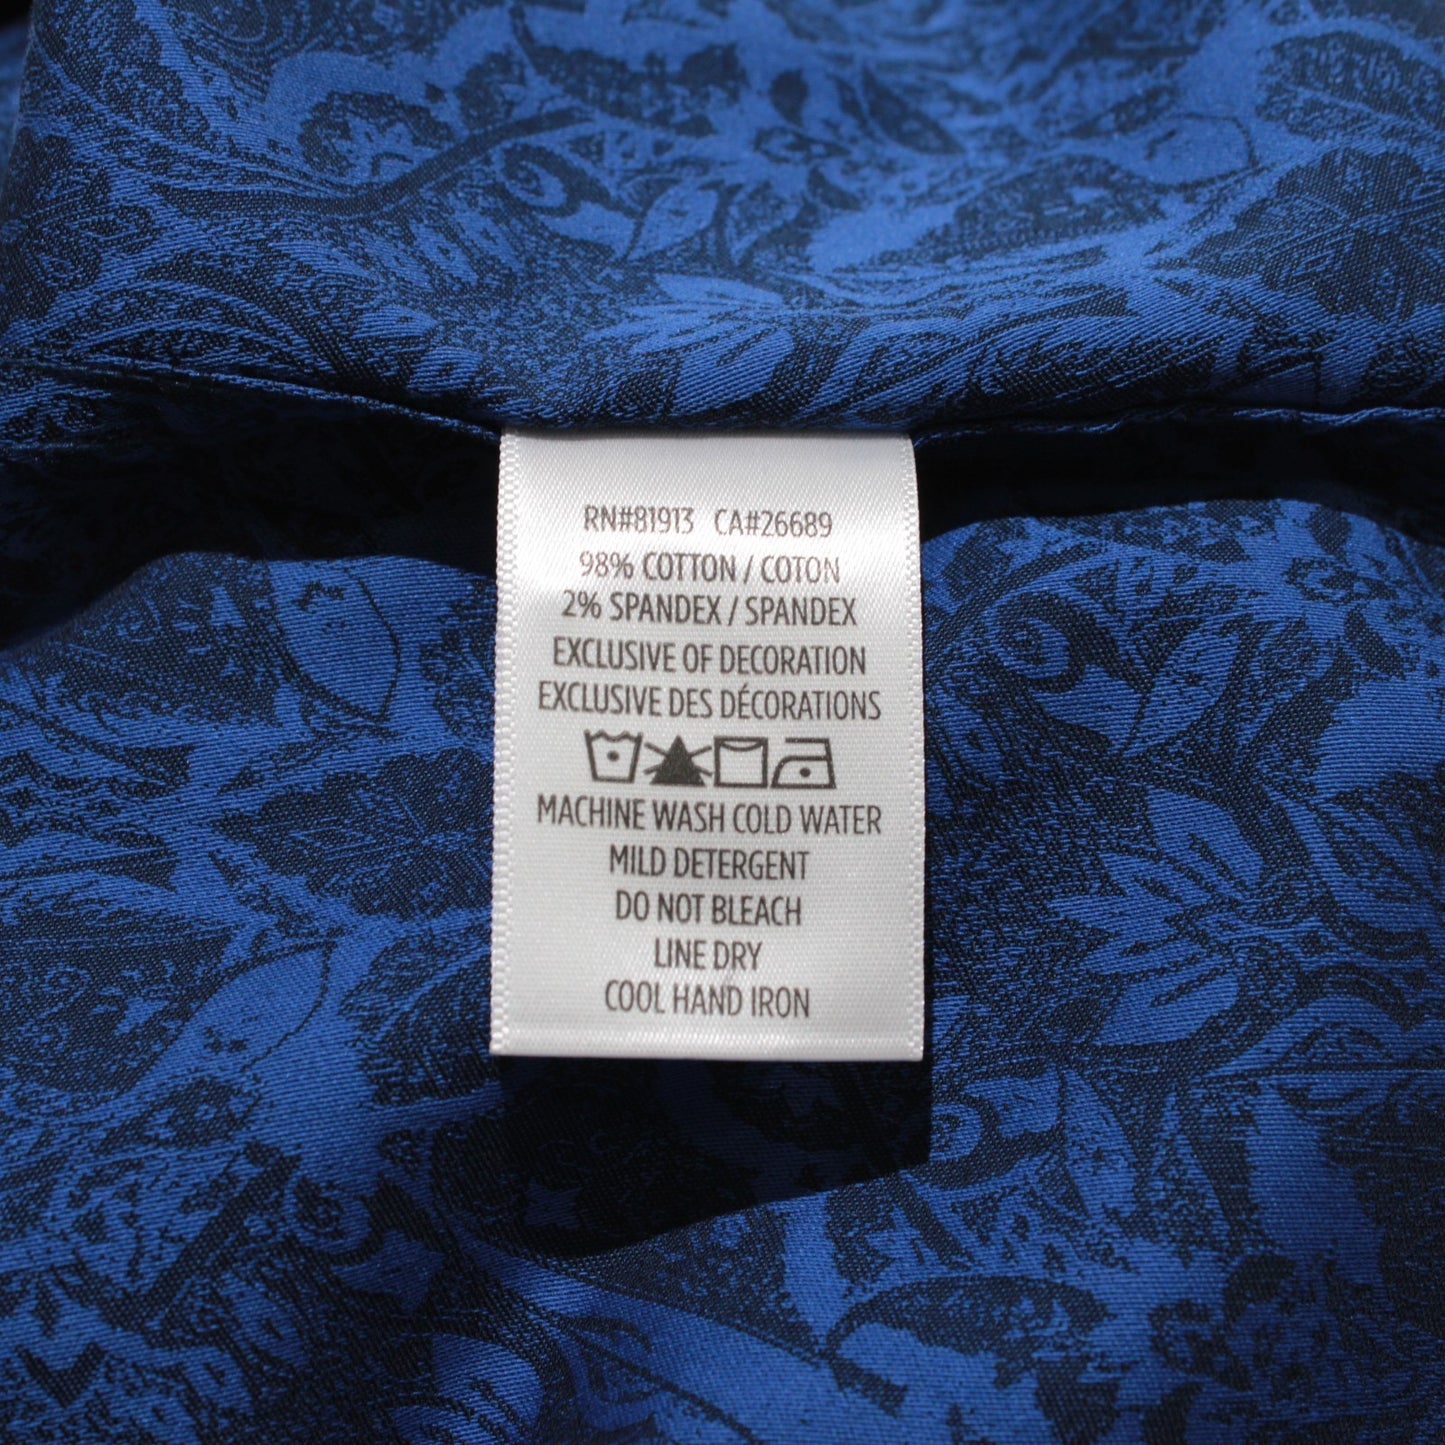 RN#81913 CA#26689
98% COTTON / COTON
2% SPANDEX / SPANDEX
EXCLUSIVE OF DECORATION
EXCLUSIVE DES DÉCORATIONS
MACHINE WASH COLD WATER
MILD DETERGENT
DO NOT BLEACH
LINE DRY
COOL HAND IRON